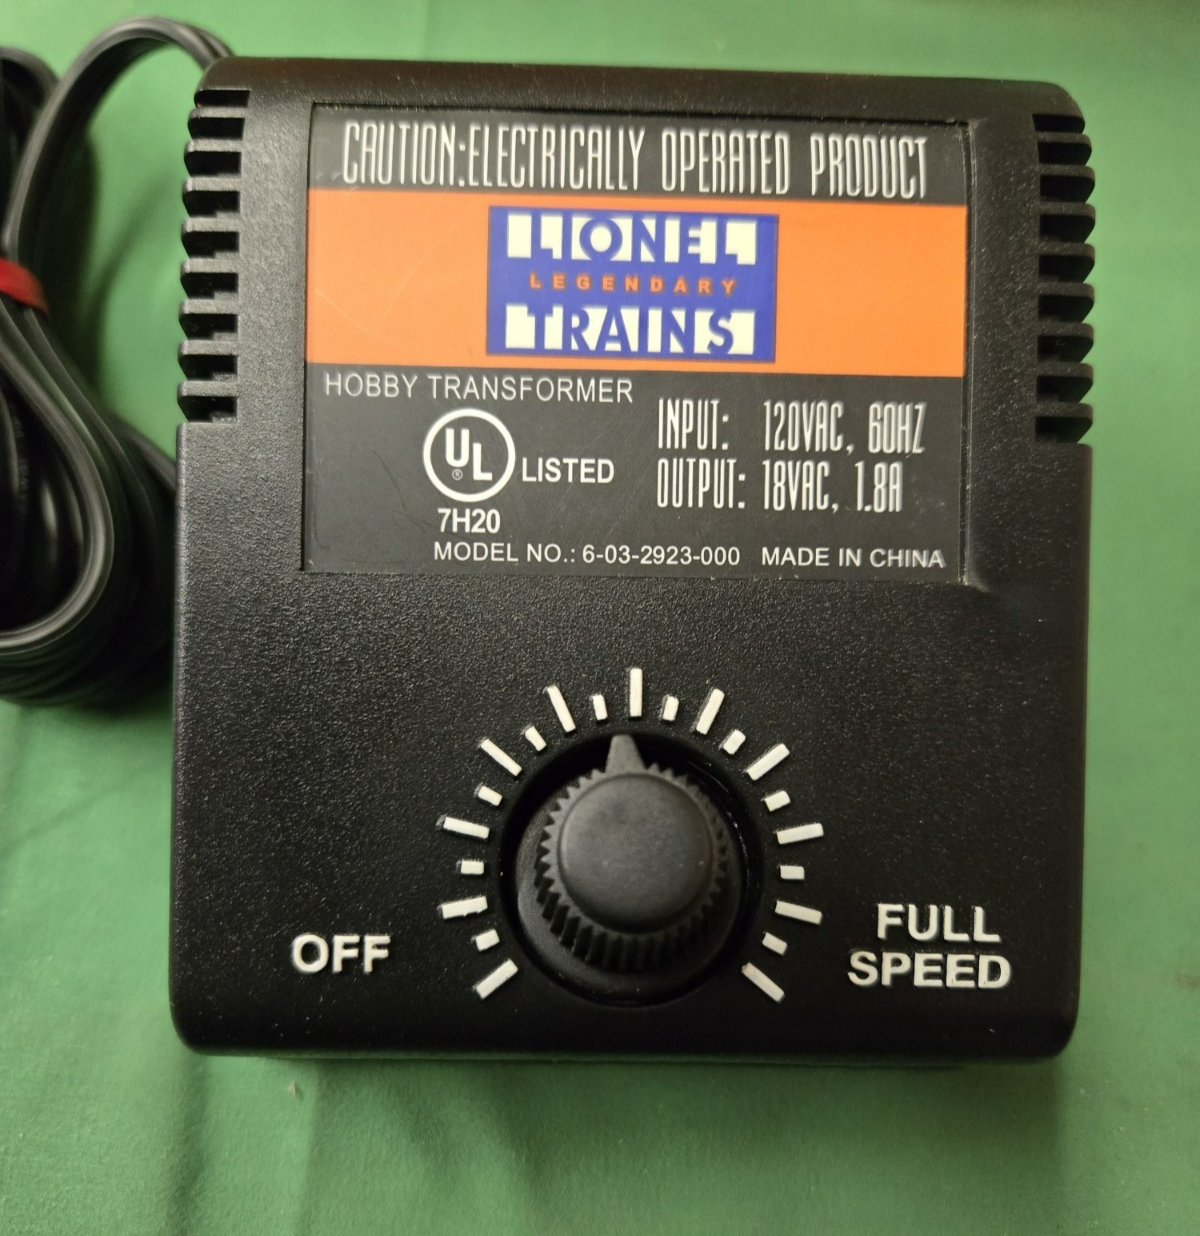 CAUTION:ELECTRICALLY OPERATED PRODUCT
LIONEL
LEGENDARY
TRAINS
HOBBY TRANSFORMER
UL
®
LISTED
7H20
INPUT: 120VAC, 60HZ
OUTPUT: 18VAC, 1.8A
MODEL NO.: 6-03-2923-000 MADE IN CHINA
OFF
FULL
SPEED